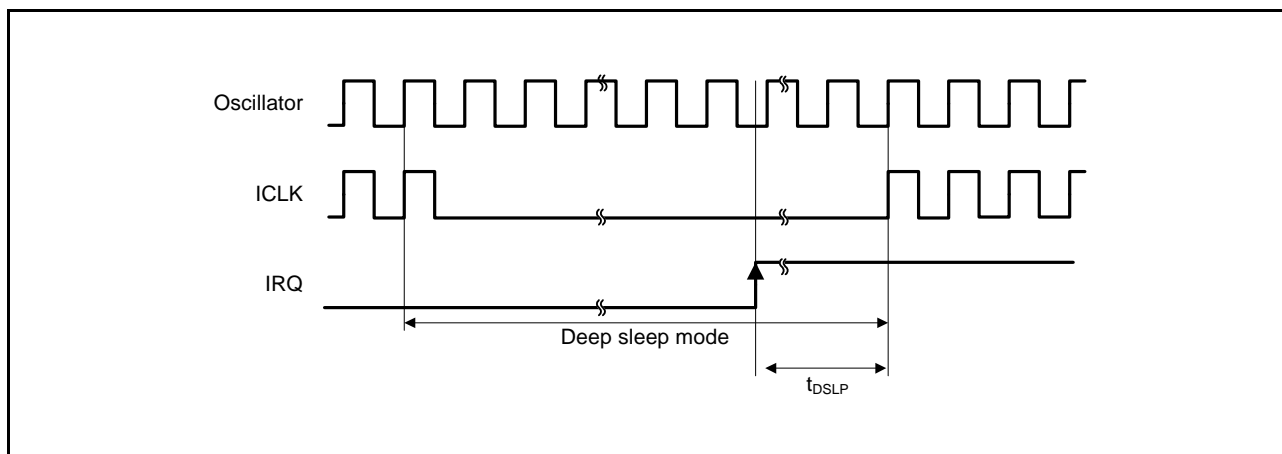 Oscillator
ICLK
IRQ
Deep sleep mode
tDSLP